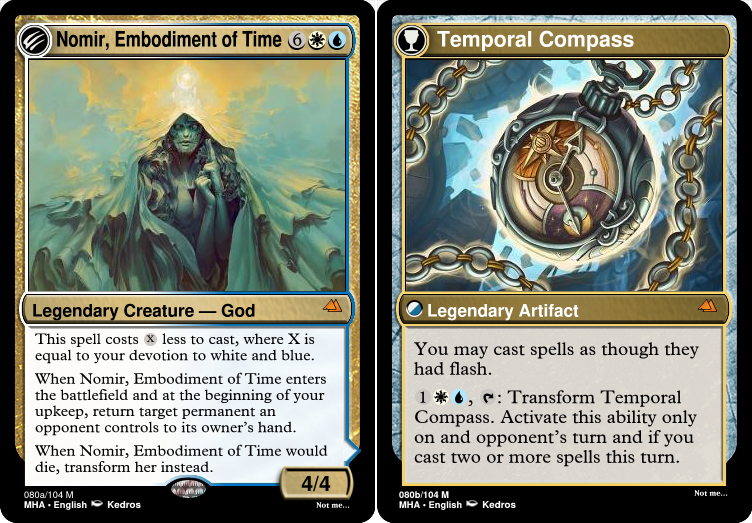 Nomir, Embodiment of Time 6
This spell costs X less to cast, where X is
equal to your devotion to white and blue.
When Nomir, Embodiment of Time enters
the battlefield and at the beginning of your
upkeep, return target permanent an
opponent controls to its owner's hand.
When Nomir, Embodiment of Time would
die, transform her instead.
Legendary Creature — God
4/4
080a/104 M
MHA • English Kedros
Not me...
Temporal Compass
Legendary Artifact
You may cast spells as though they
had flash.
1 , : Transform Temporal
Compass. Activate this ability only
on and opponent's turn and if you
cast two or more spells this turn.
080b/104 M
MHA • English Kedros
Not me...